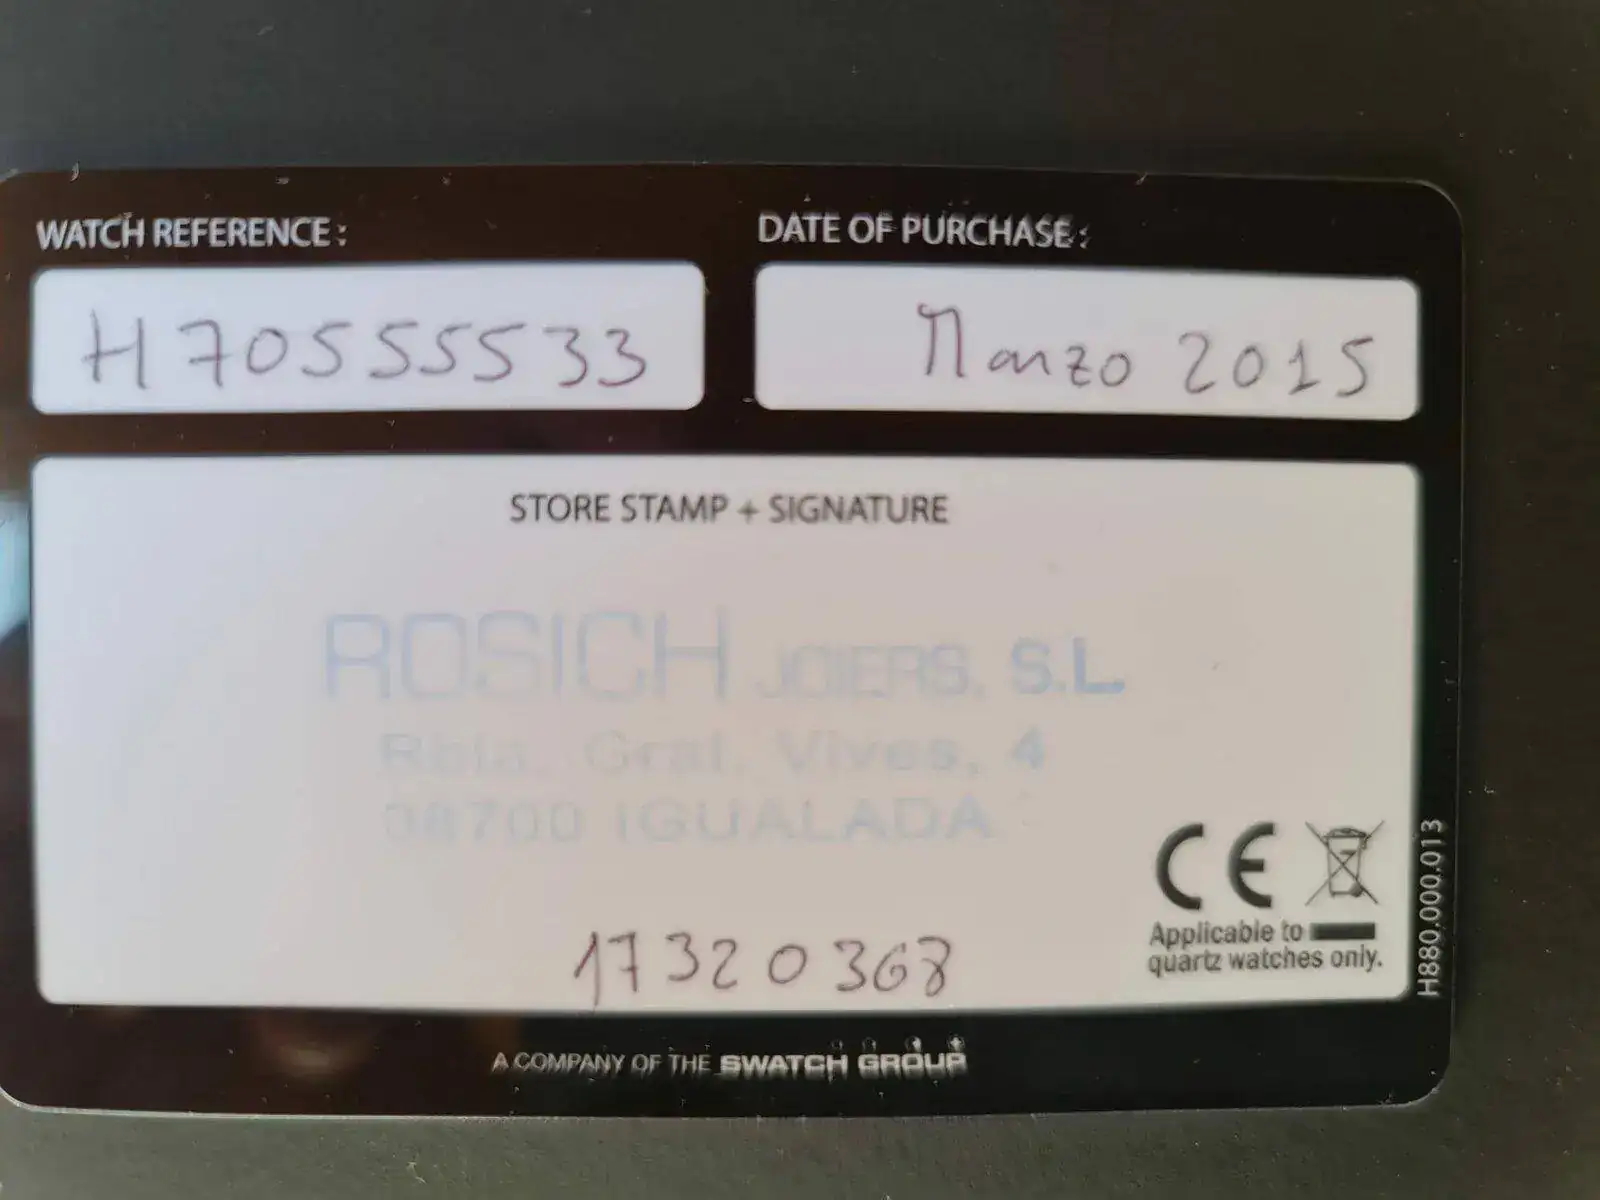 WATCH REFERENCE :
H70555533
DATE OF PURCHASE :
Marzo 2015
STORE STAMP + SIGNATURE
ROSICH JOIERS, S.L.
Rbla. Gral. Vives, 4
08700 IGUALADA
17320368
CE
Applicable to
quartz watches only.
H880.000.013
A COMPANY OF THE SWATCH GROUP